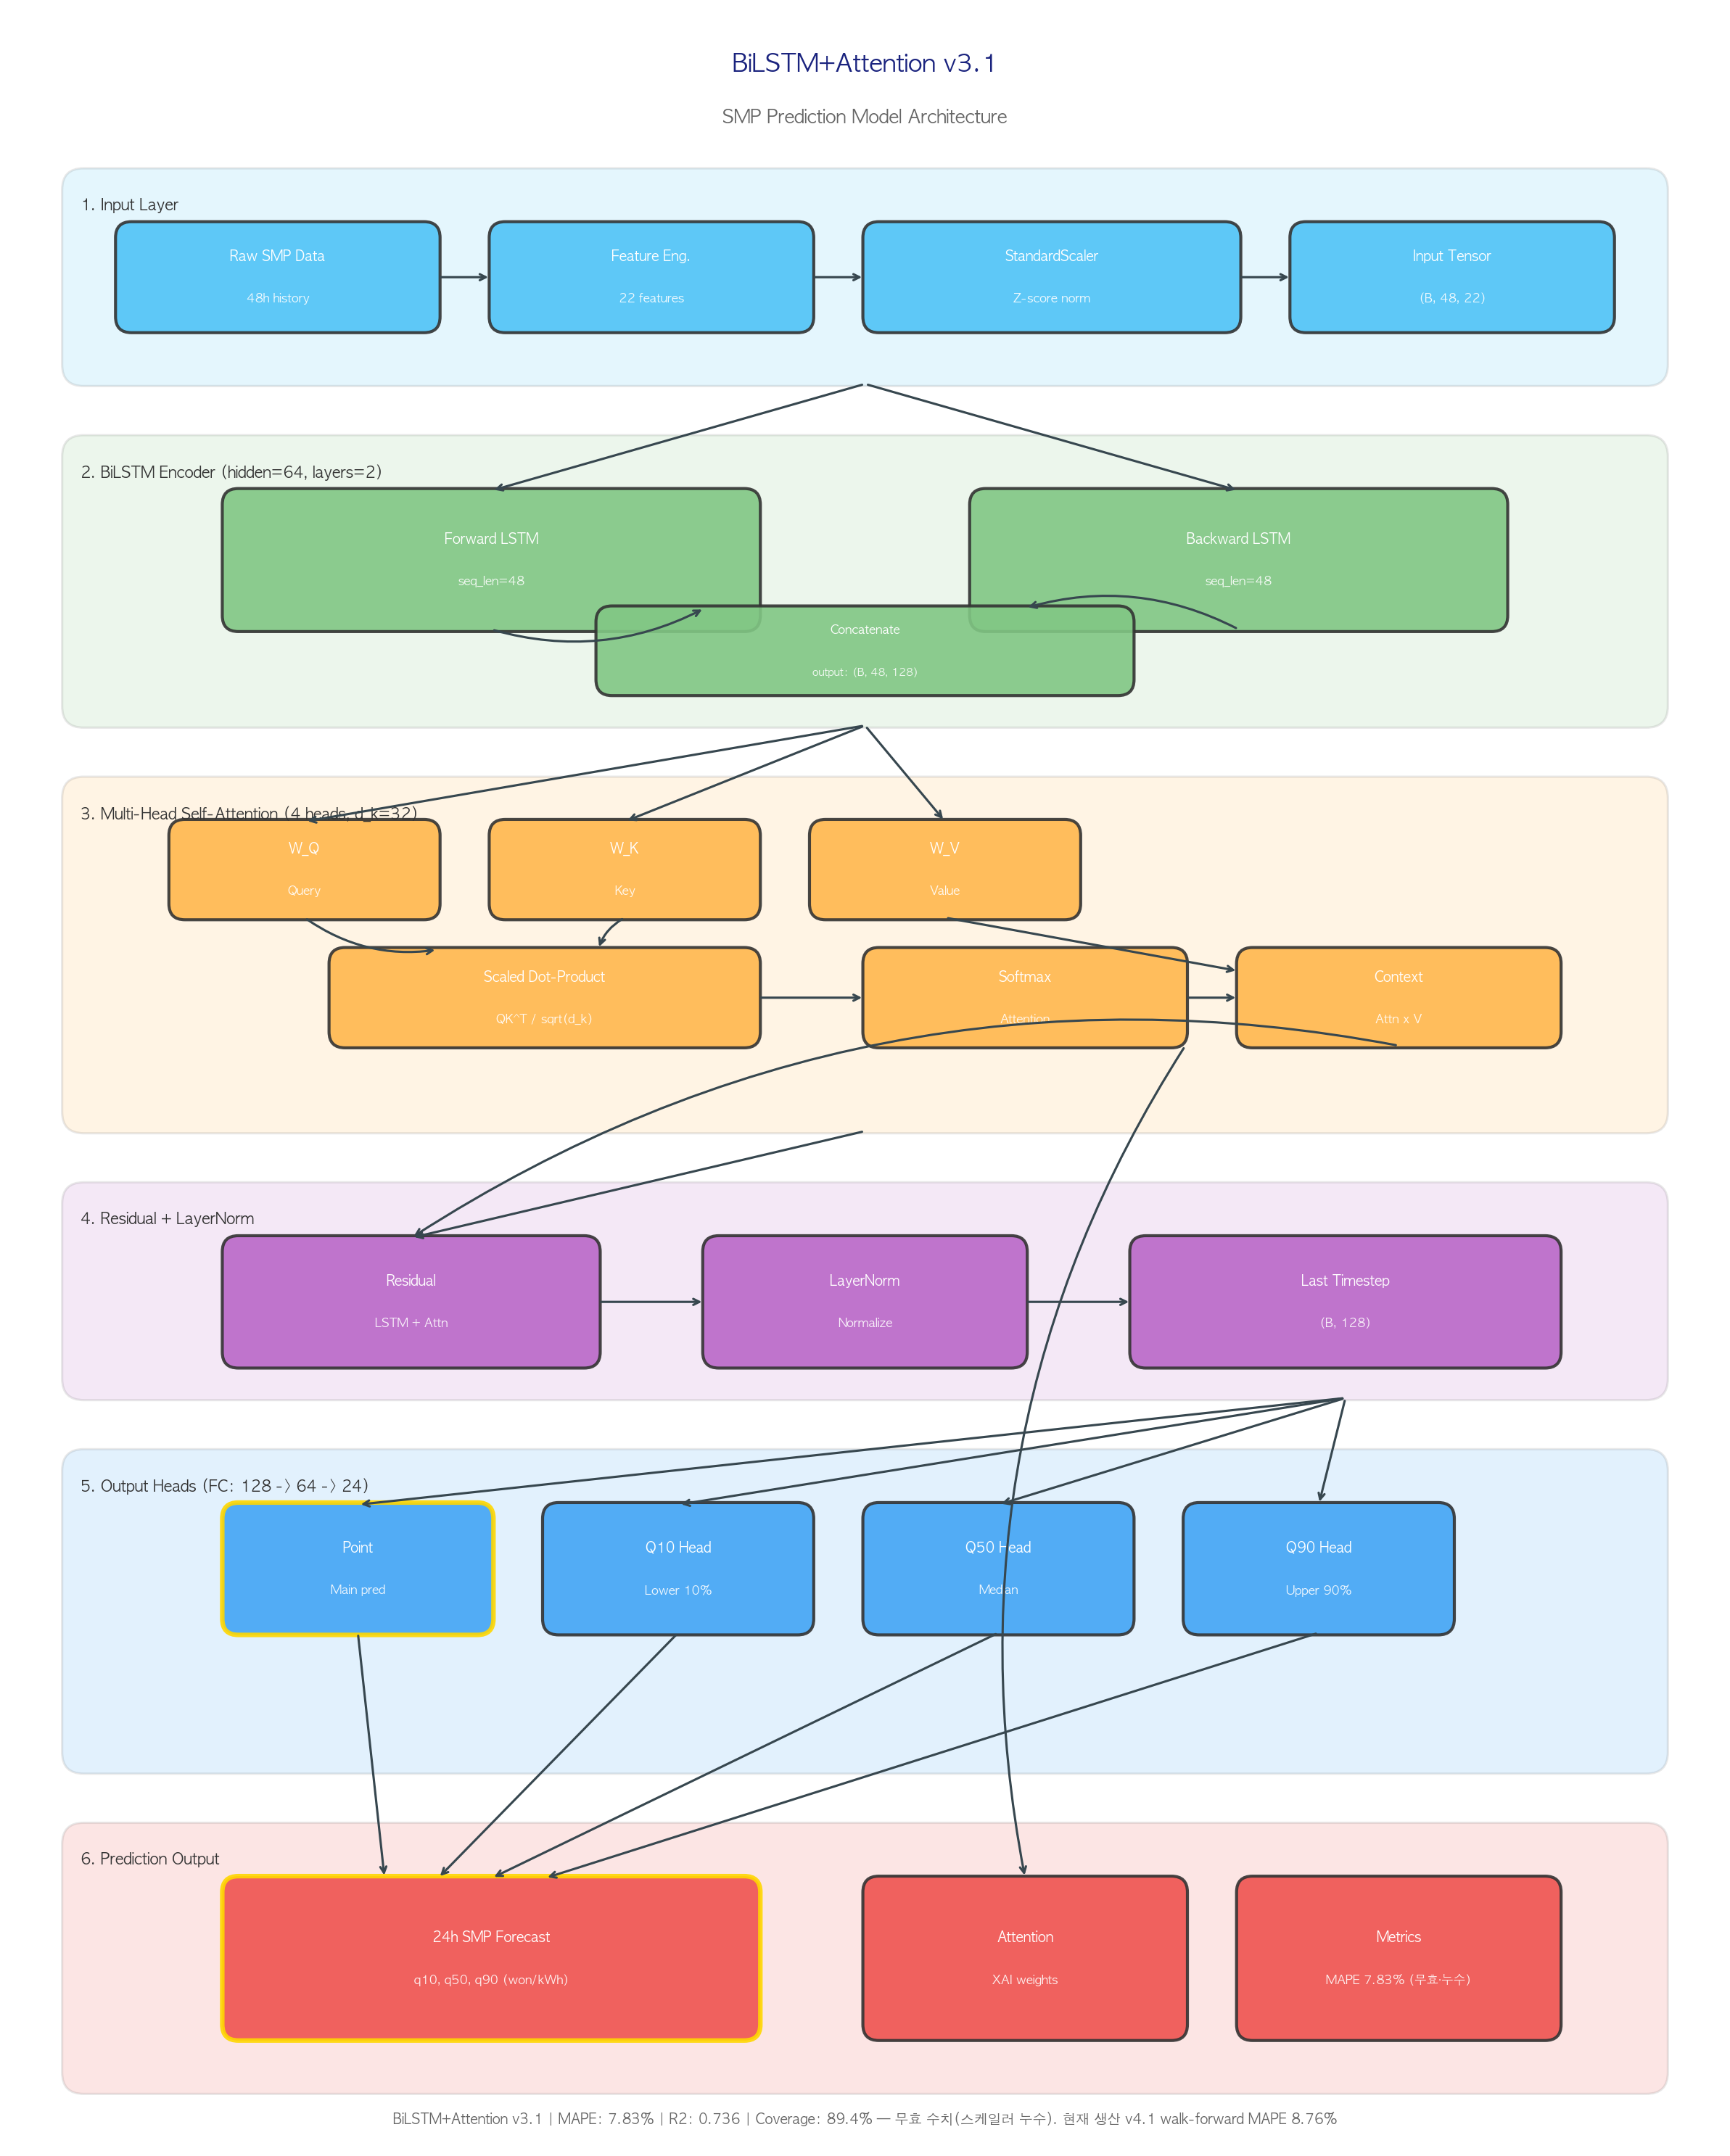 BiLSTM+Attention v3.1
SMP Prediction Model Architecture
1. Input Layer
Raw SMP Data
48h history
Feature Eng.
22 features
StandardScaler
Z-score norm
Input Tensor
(B, 48, 22)
2. BiLSTM Encoder (hidden=64, layers=2)
Forward LSTM
seq_len=48
Backward LSTM
seq_len=48
Concatenate
output: (B, 48, 128)
3. Multi-Head Self-Attention (4 heads, d_k=32)
W_Q
Query
W_K
Key
W_V
Value
Scaled Dot-Product
QK^T / sqrt(d_k)
Softmax
Attention
Context
Attn x V
4. Residual + LayerNorm
Residual
LSTM + Attn
LayerNorm
Normalize
Last Timestep
(B, 128)
5. Output Heads (FC: 128 -> 64 -> 24)
Point
Main pred
Q10 Head
Lower 10%
Q50 Head
Median
Q90 Head
Upper 90%
6. Prediction Output
24h SMP Forecast
q10, q50, q90 (won/kWh)
Attention
XAI weights
Metrics
MAPE 7.83% (무효·누수)
BiLSTM+Attention v3.1 | MAPE: 7.83% | R2: 0.736 | Coverage: 89.4% — 무효 수치(스케일러 누수). 현재 생산 v4.1 walk-forward MAPE 8.76%